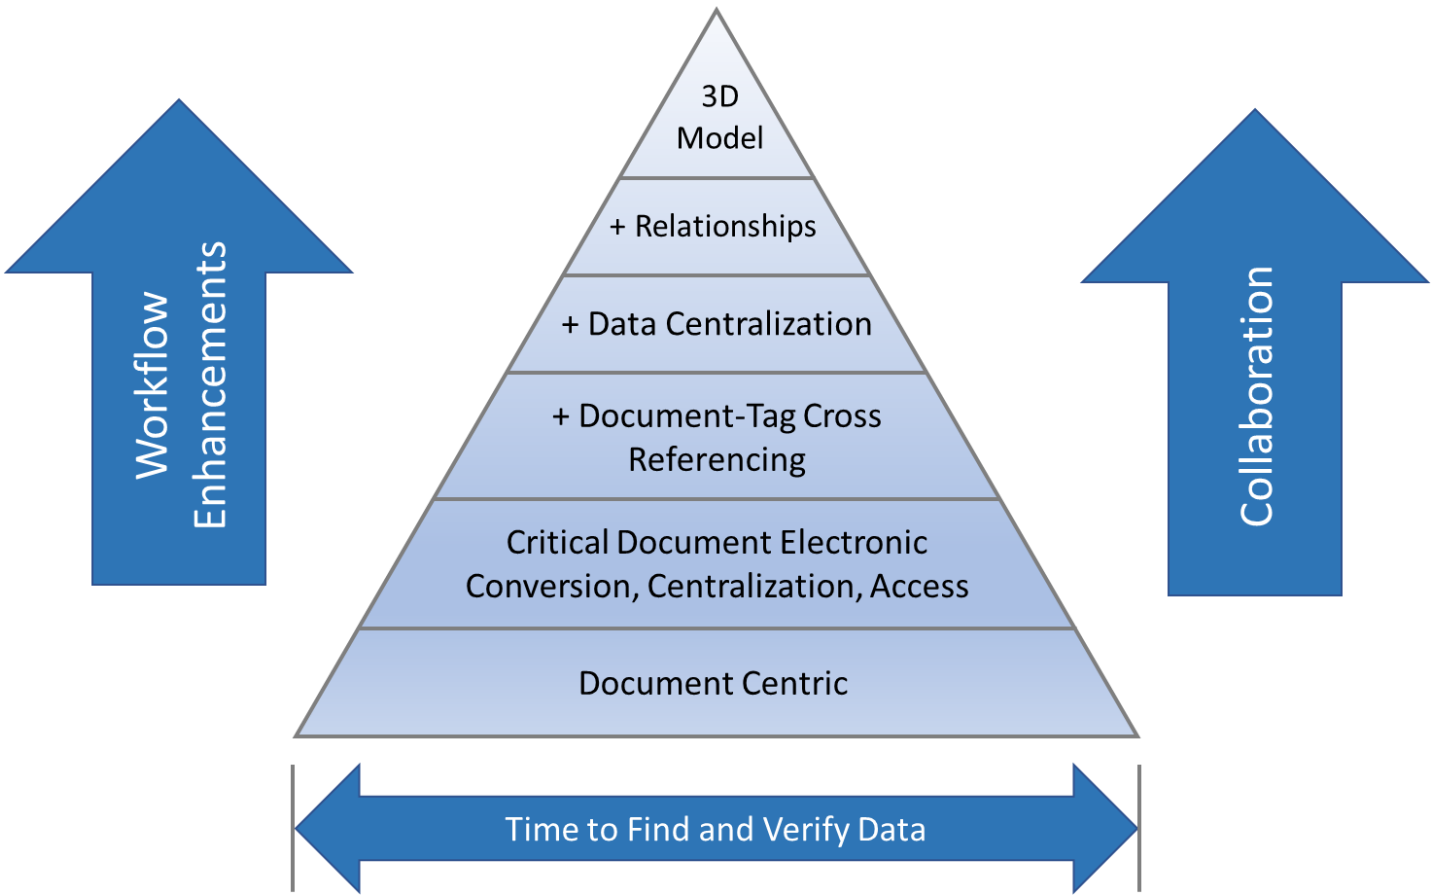 3D
Model
+ Relationships
+ Data Centralization
+ Document-Tag Cross
Referencing
Critical Document Electronic
Conversion, Centralization, Access
Document Centric
Workflow
Enhancements
Collaboration
Time to Find and Verify Data